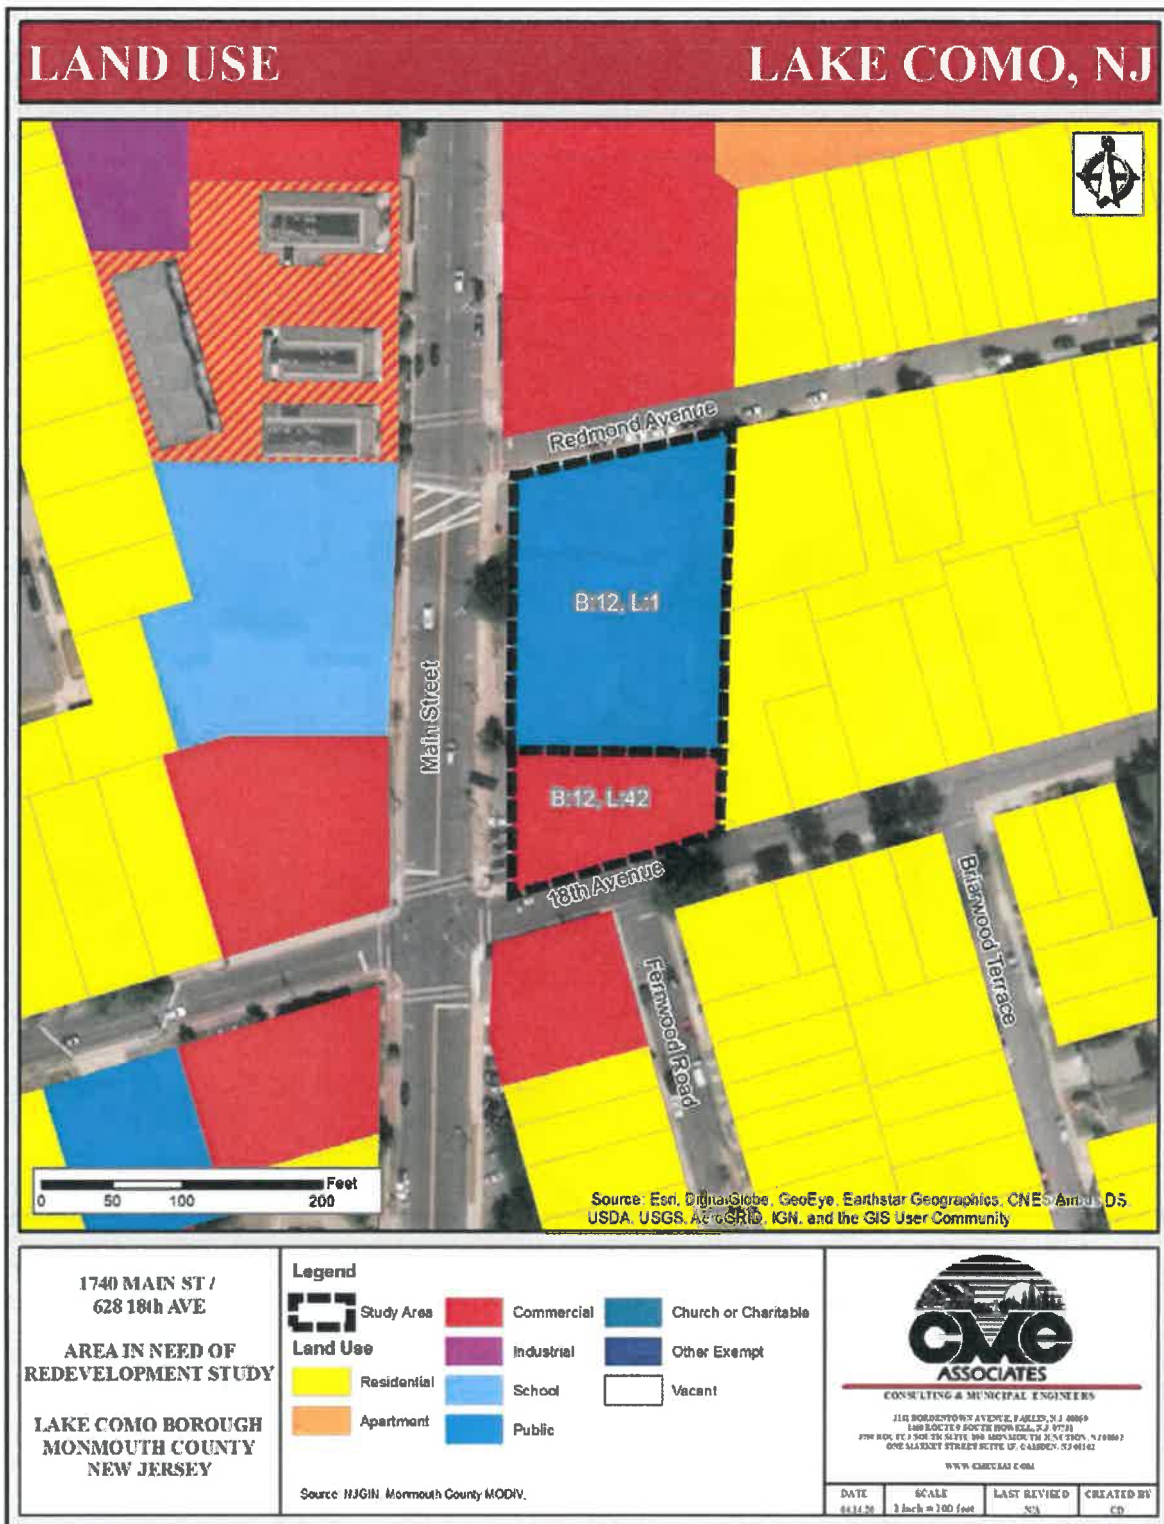 LAND USE
LAKE COMO, NJ
Redmond Avenue
B:12, L:1
Main Street
B:12, L:42
18th Avenue
Briarwood Terrace
Fernwood Road
Feet
0 50 100 200
Source: Esri, DigitalGlobe, GeoEye, Earthstar Geographics, CNES/Airbus DS,
USDA, USGS, AeroGRID, IGN, and the GIS User Community
1740 MAIN ST /
628 18th AVE
AREA IN NEED OF
REDEVELOPMENT STUDY
LAKE COMO BOROUGH
MONMOUTH COUNTY
NEW JERSEY
Legend
Study Area
Land Use
Residential
Apartment
Commercial
Industrial
School
Public
Church or Charitable
Other Exempt
Vacant
Source: NJGIN, Monmouth County MODIV.
CME
ASSOCIATES
CONSULTING & MUNICIPAL ENGINEERS
DATE
SCALE
1 inch = 100 feet
LAST REVISED
N/A
CREATED BY
CD